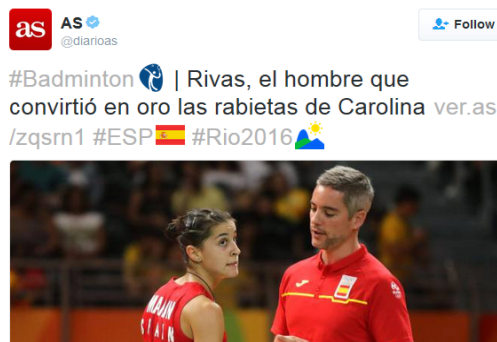 as
AS
@diarioas
Follow
#Badminton | Rivas, el hombre que
convirtió en oro las rabietas de Carolina ver.as
/zqsrn1 #ESP #Rio2016
MARIN
SPAIN